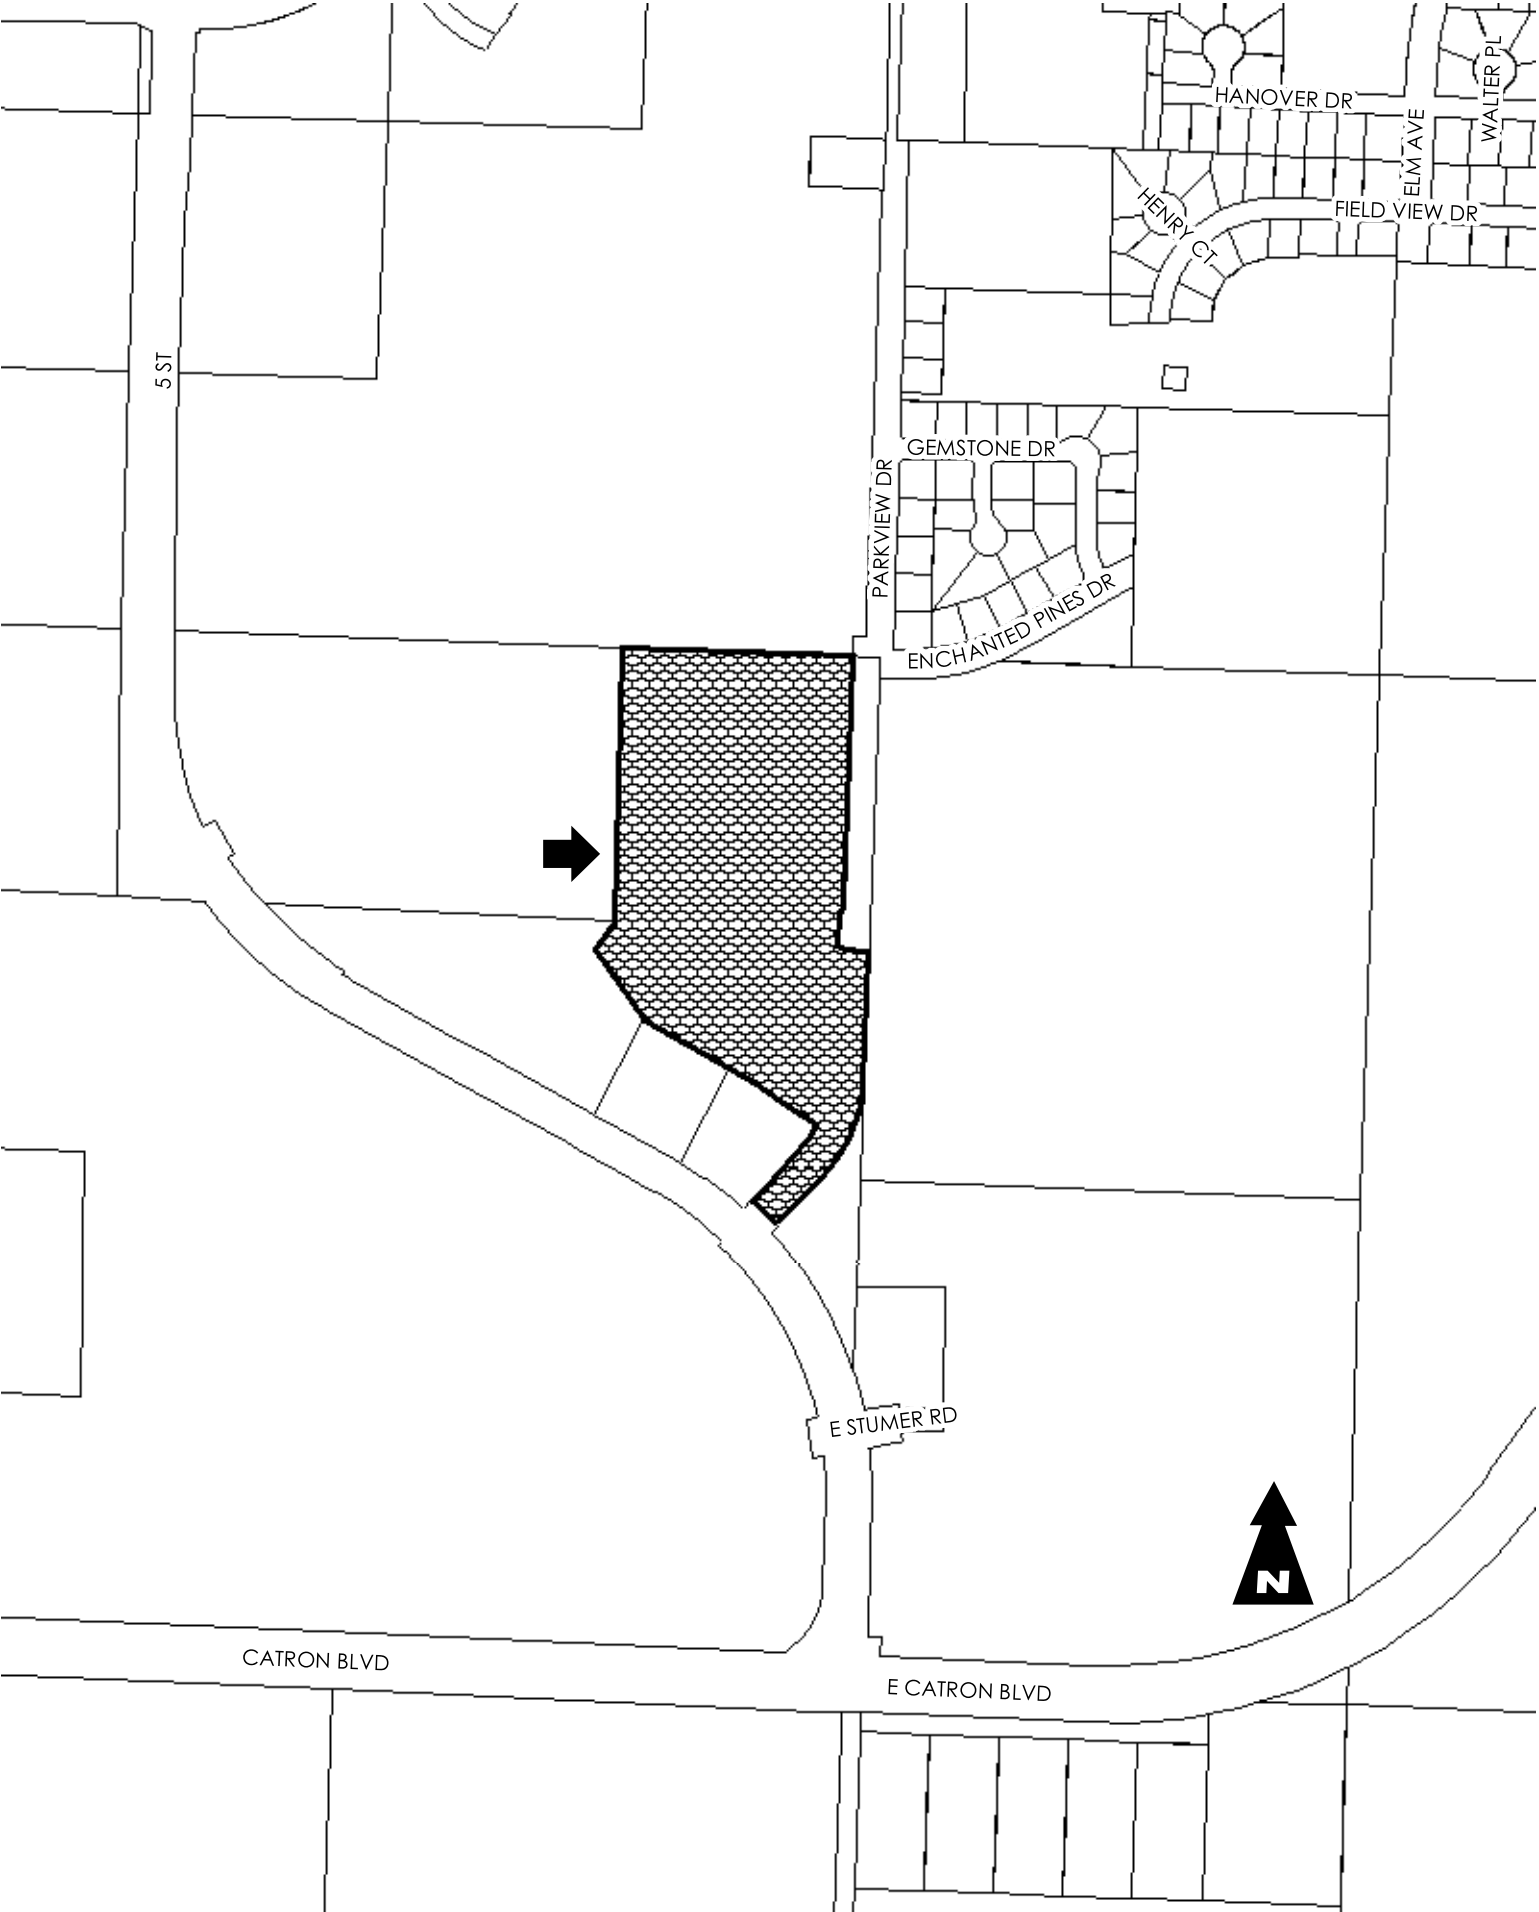 WALTER PL
HANOVER DR
ELM AVE
HENRY CT
FIELD VIEW DR
5 ST
GEMSTONE DR
PARKVIEW DR
ENCHANTED PINES DR
E STUMER RD
N
CATRON BLVD
E CATRON BLVD